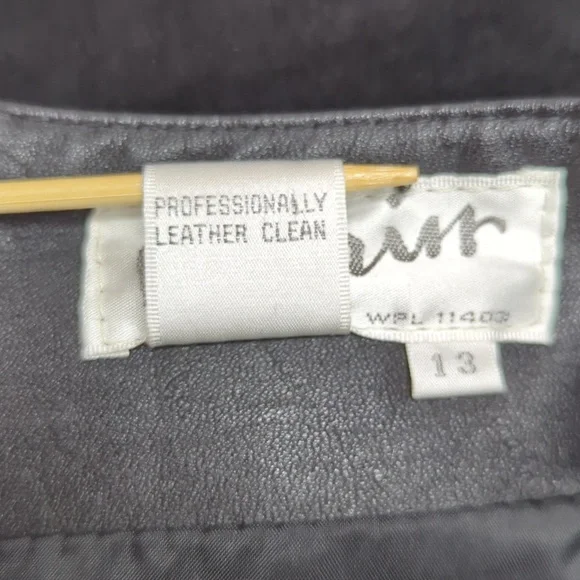 PROFESSIONALLY
LEATHER CLEAN
WPL 11403
13